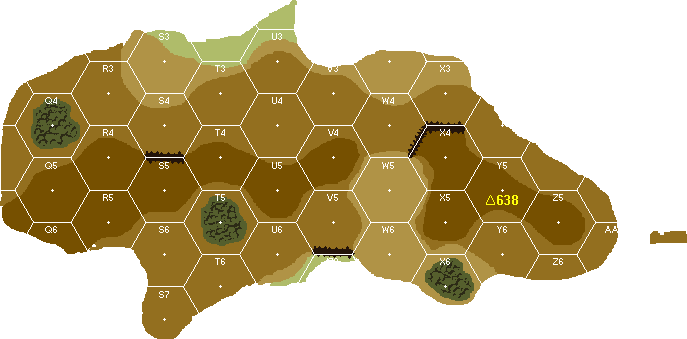 S3 U3
R3 T3 V3 X3
Q4 S4 U4 W4
R4 T4 V4 X4
Q5 S5 U5 W5 Y5
R5 T5 V5 X5 Z5
△638
Q6 S6 U6 W6 Y6 AA
T6 X6 Z6
S7